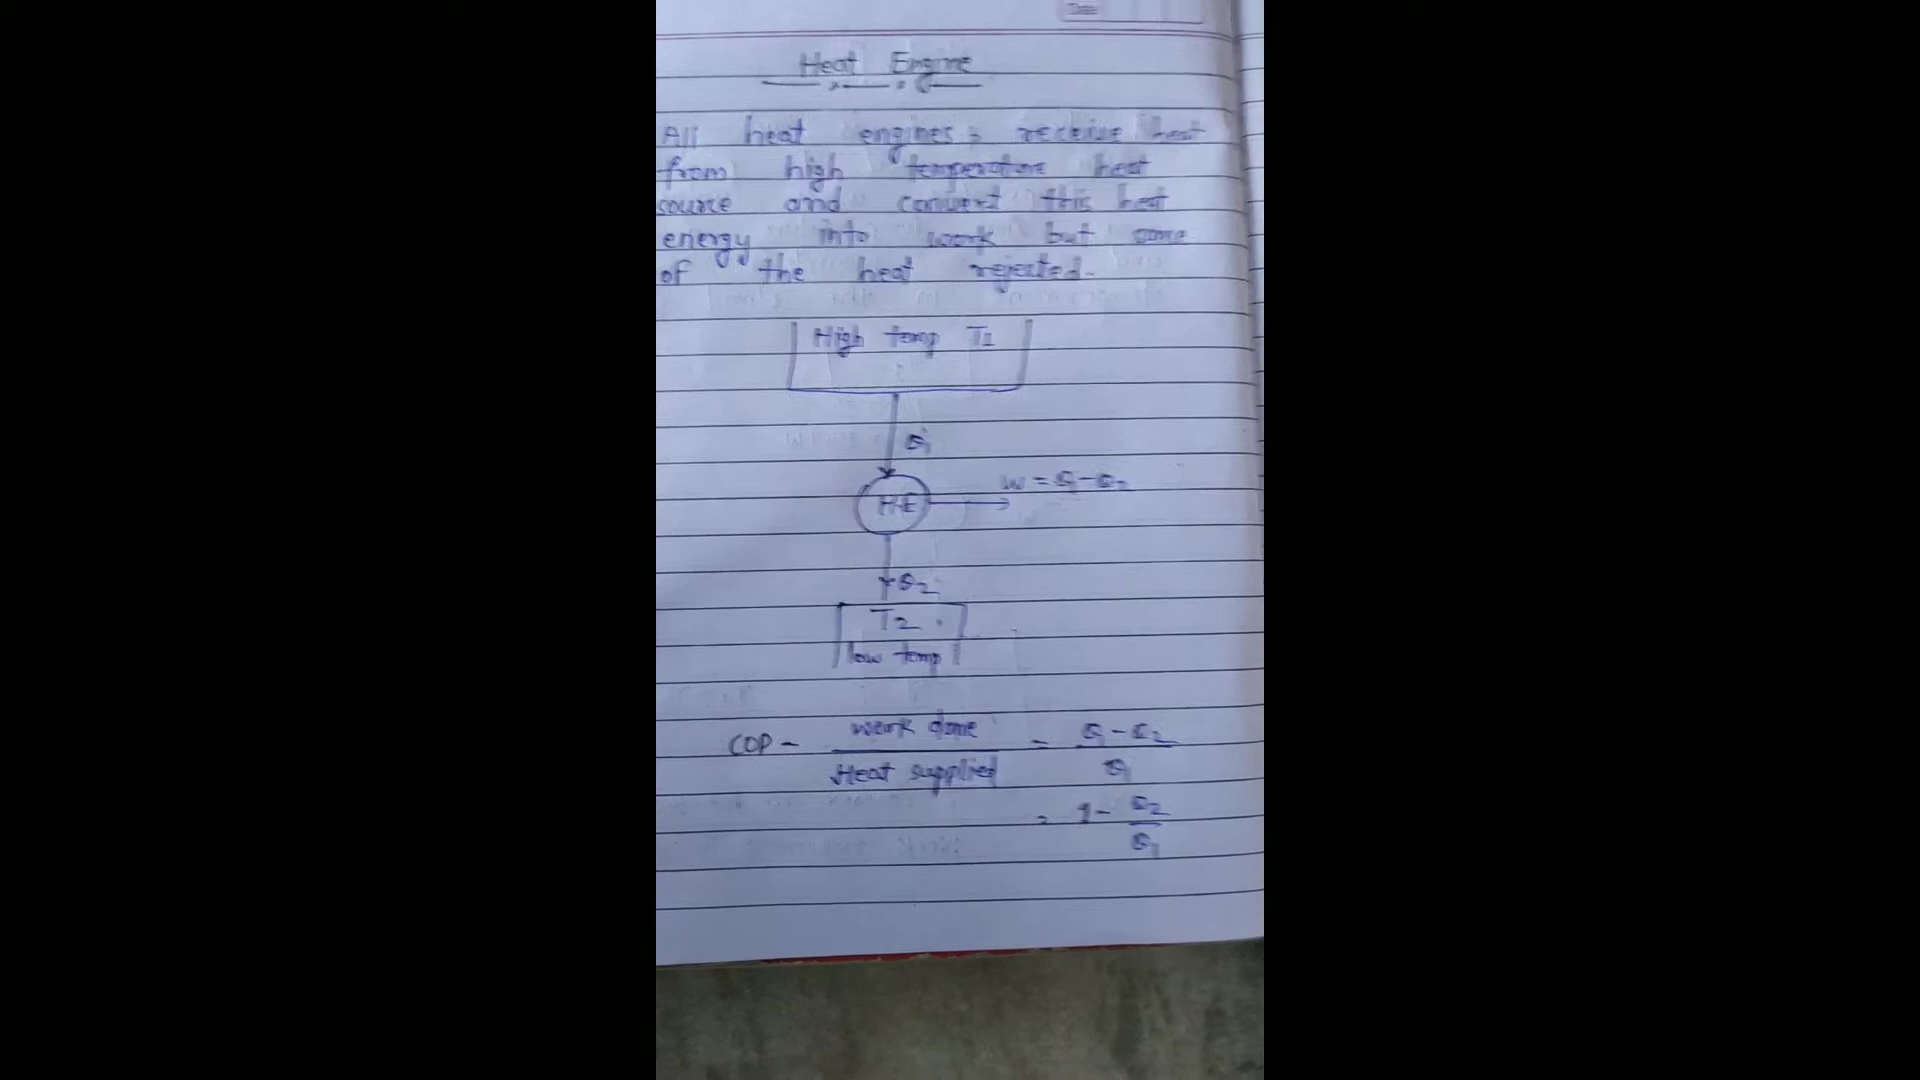 Date
Heat Engine
All heat engines receive heat
from high temperature heat
source and convert this heat
energy into work but some
of the heat rejected.
High temp T1
Q1
HE
W = Q1 - Q2
Q2
T2
low temp
COP - work done / Heat supplied = Q1 - Q2 / Q1
= 1 - Q2 / Q1